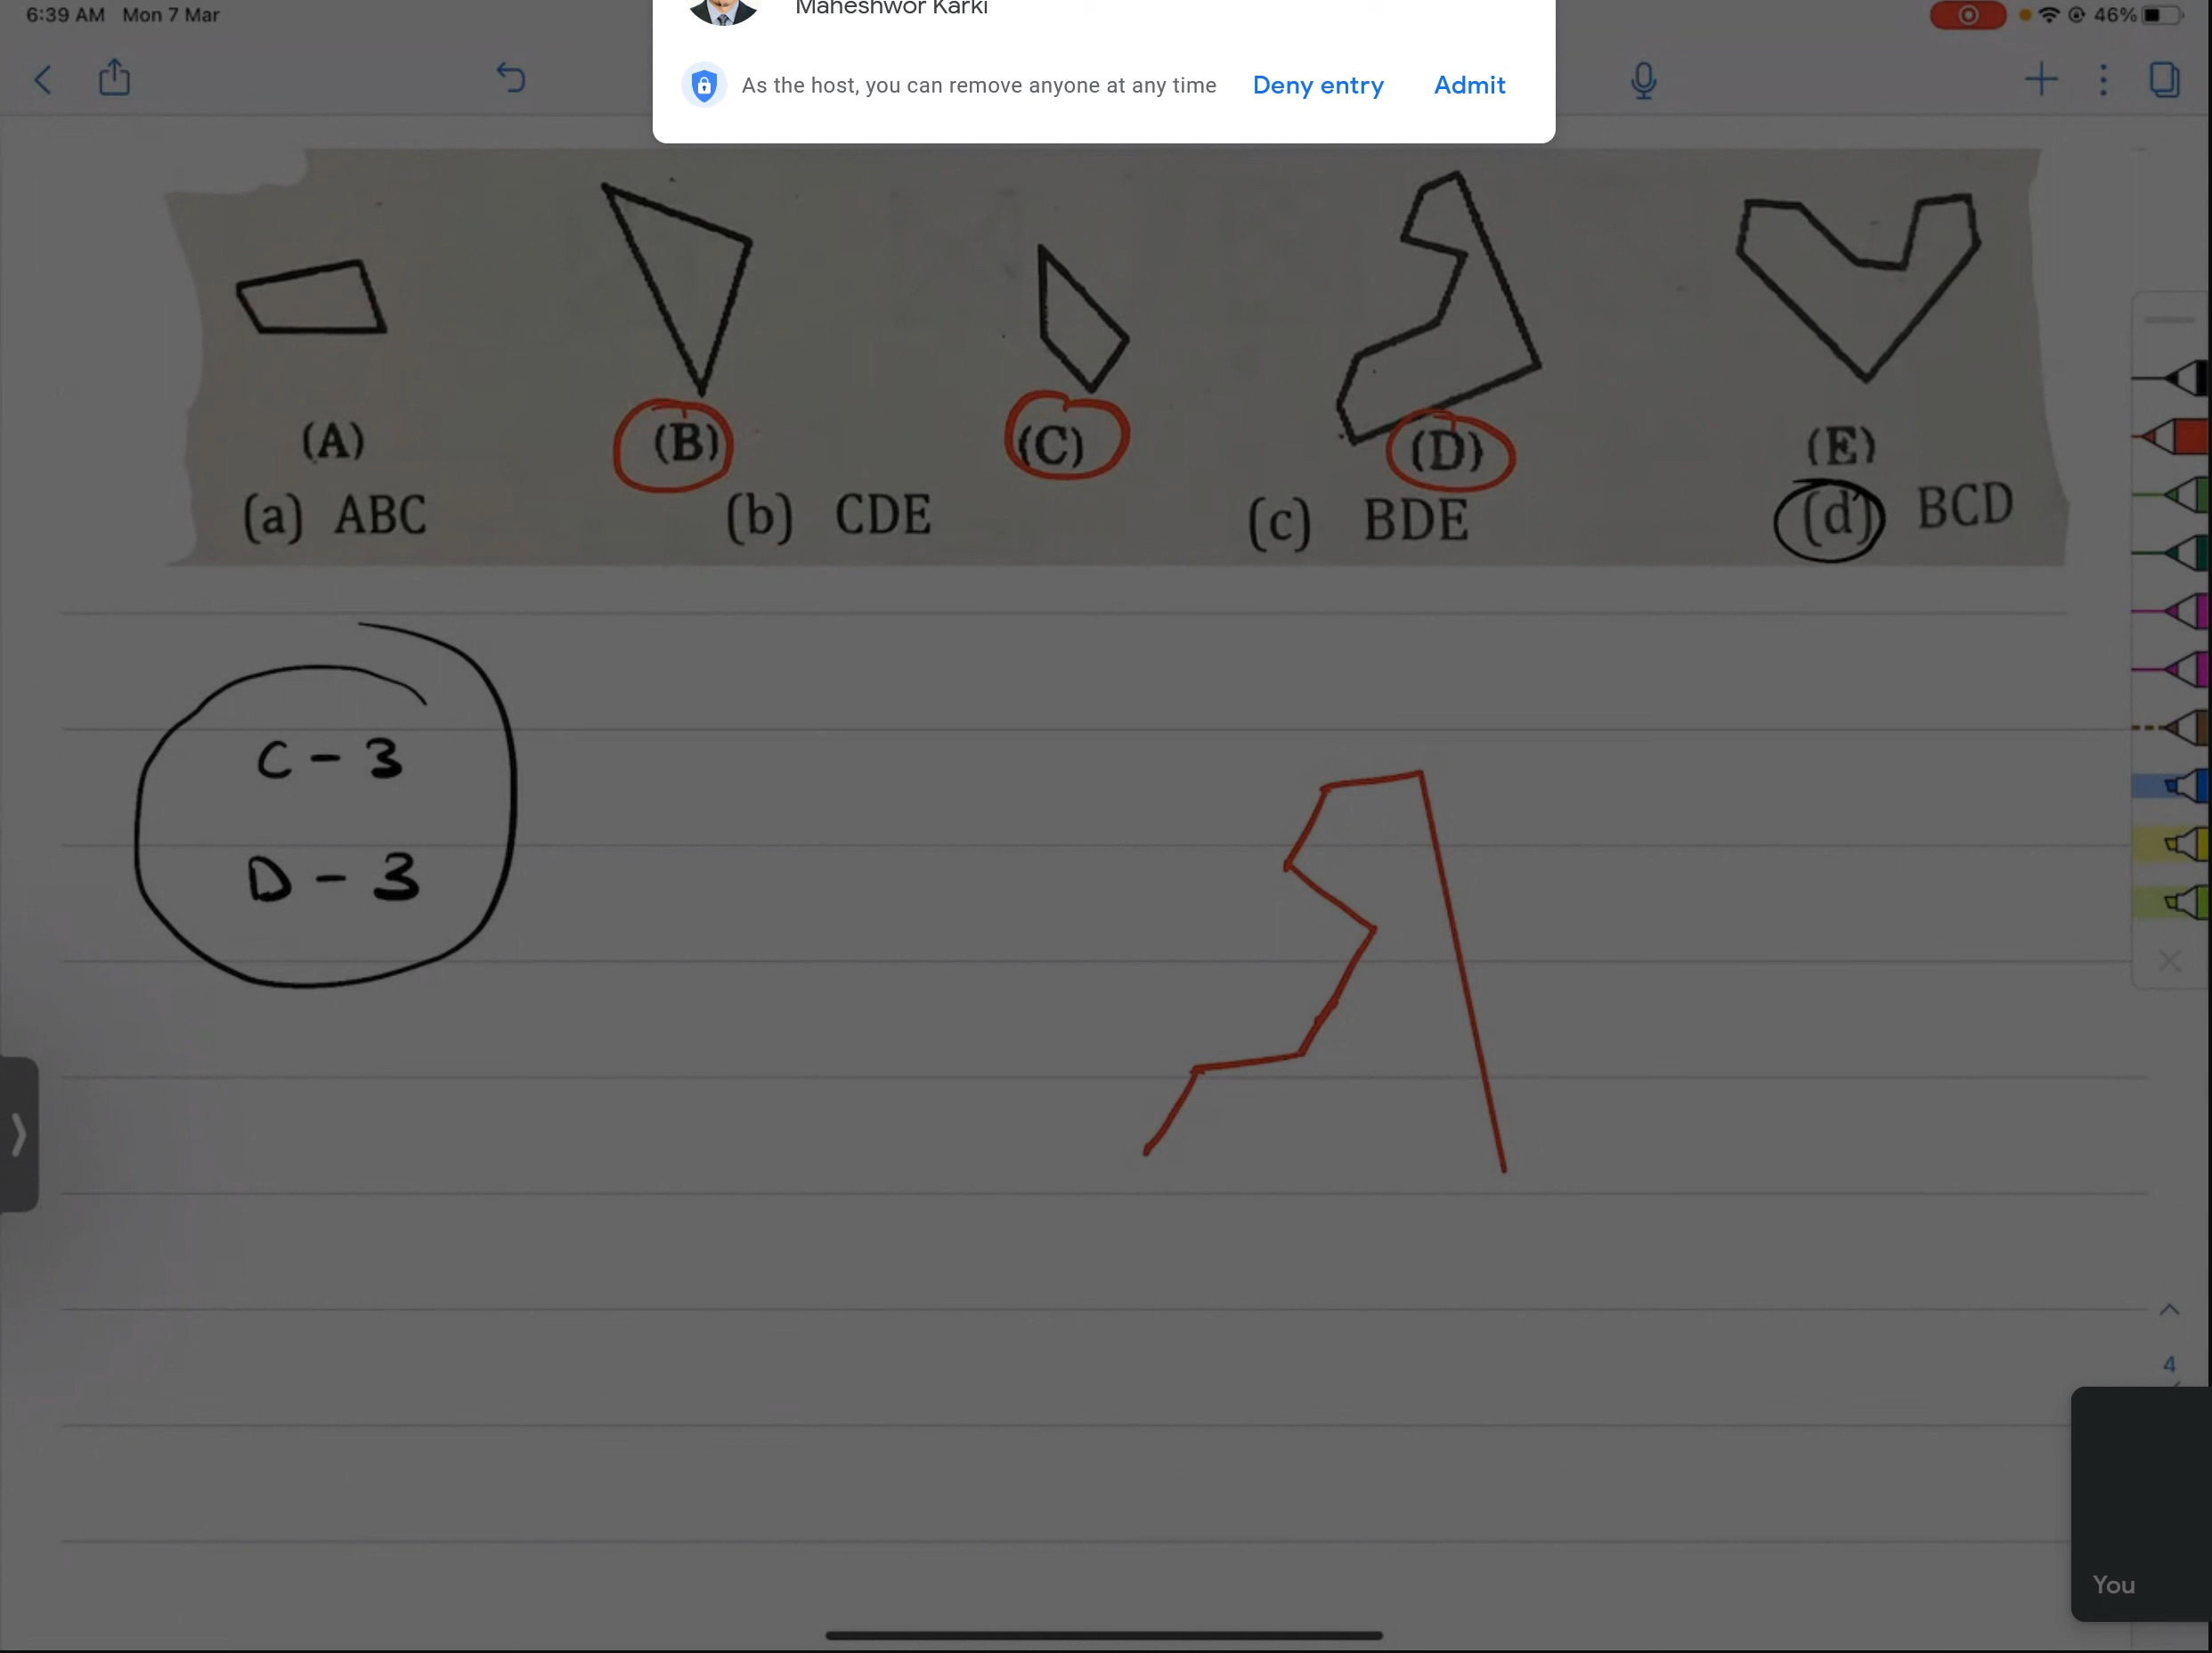 6:39 AM Mon 7 Mar
46%
Maheshwor Karki
As the host, you can remove anyone at any time Deny entry Admit
(A) (B) (C) (D) (E)
(a) ABC (b) CDE (c) BDE (d) BCD
C - 3
D - 3
4
You